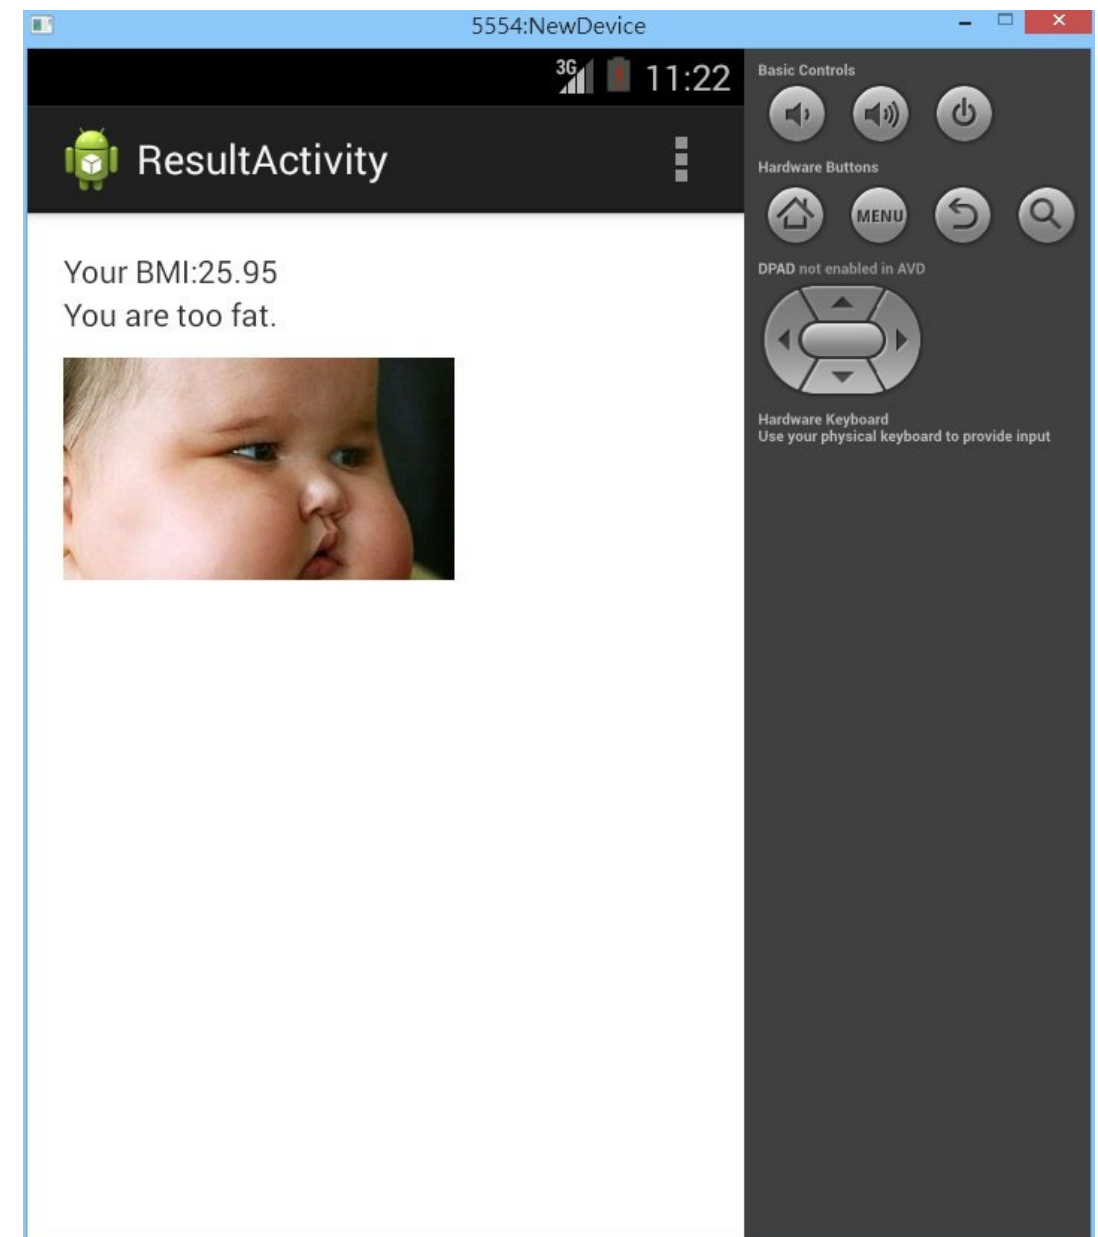 5554:NewDevice
3G 11:22
ResultActivity
Your BMI:25.95
You are too fat.
Basic Controls
Hardware Buttons
MENU
DPAD not enabled in AVD
Hardware Keyboard
Use your physical keyboard to provide input